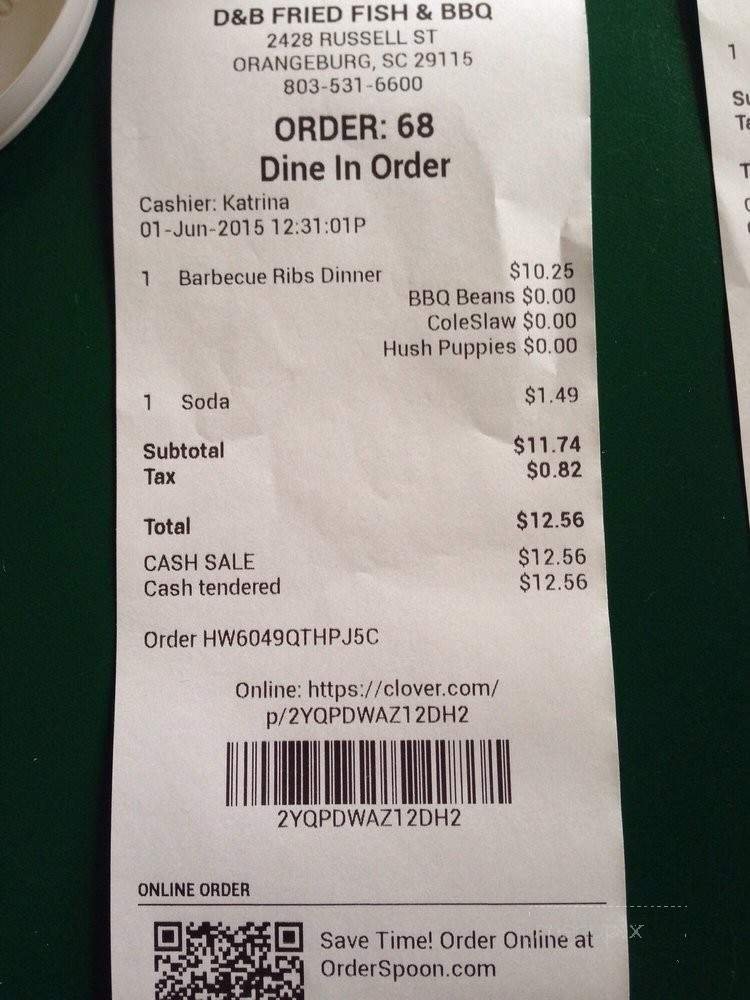 D&B FRIED FISH & BBQ
2428 RUSSELL ST
ORANGEBURG, SC 29115
803-531-6600
ORDER: 68
Dine In Order
Cashier: Katrina
01-Jun-2015 12:31:01P
1 Barbecue Ribs Dinner $10.25
BBQ Beans $0.00
ColeSlaw $0.00
Hush Puppies $0.00
1 Soda $1.49
Subtotal $11.74
Tax $0.82
Total $12.56
CASH SALE $12.56
Cash tendered $12.56
Order HW6049QTHPJ5C
Online: https://clover.com/
p/2YQPDWAZ12DH2
2YQPDWAZ12DH2
ONLINE ORDER
Save Time! Order Online at
OrderSpoon.com
1